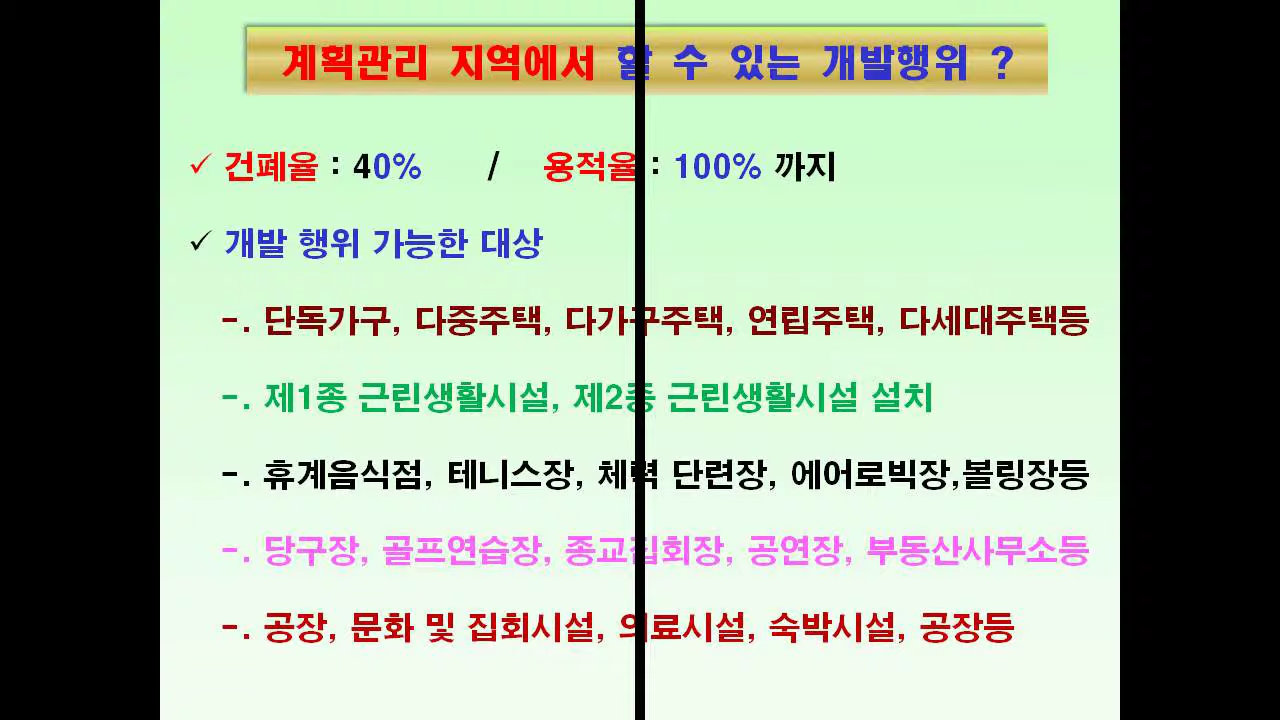 계획관리 지역에서 할 수 있는 개발행위 ?
✓ 건폐율 : 40% / 용적율 : 100% 까지
✓ 개발 행위 가능한 대상
-. 단독가구, 다중주택, 다가구주택, 연립주택, 다세대주택등
-. 제1종 근린생활시설, 제2종 근린생활시설 설치
-. 휴계음식점, 테니스장, 체력 단련장, 에어로빅장,볼링장등
-. 당구장, 골프연습장, 종교집회장, 공연장, 부동산사무소등
-. 공장, 문화 및 집회시설, 의료시설, 숙박시설, 공장등